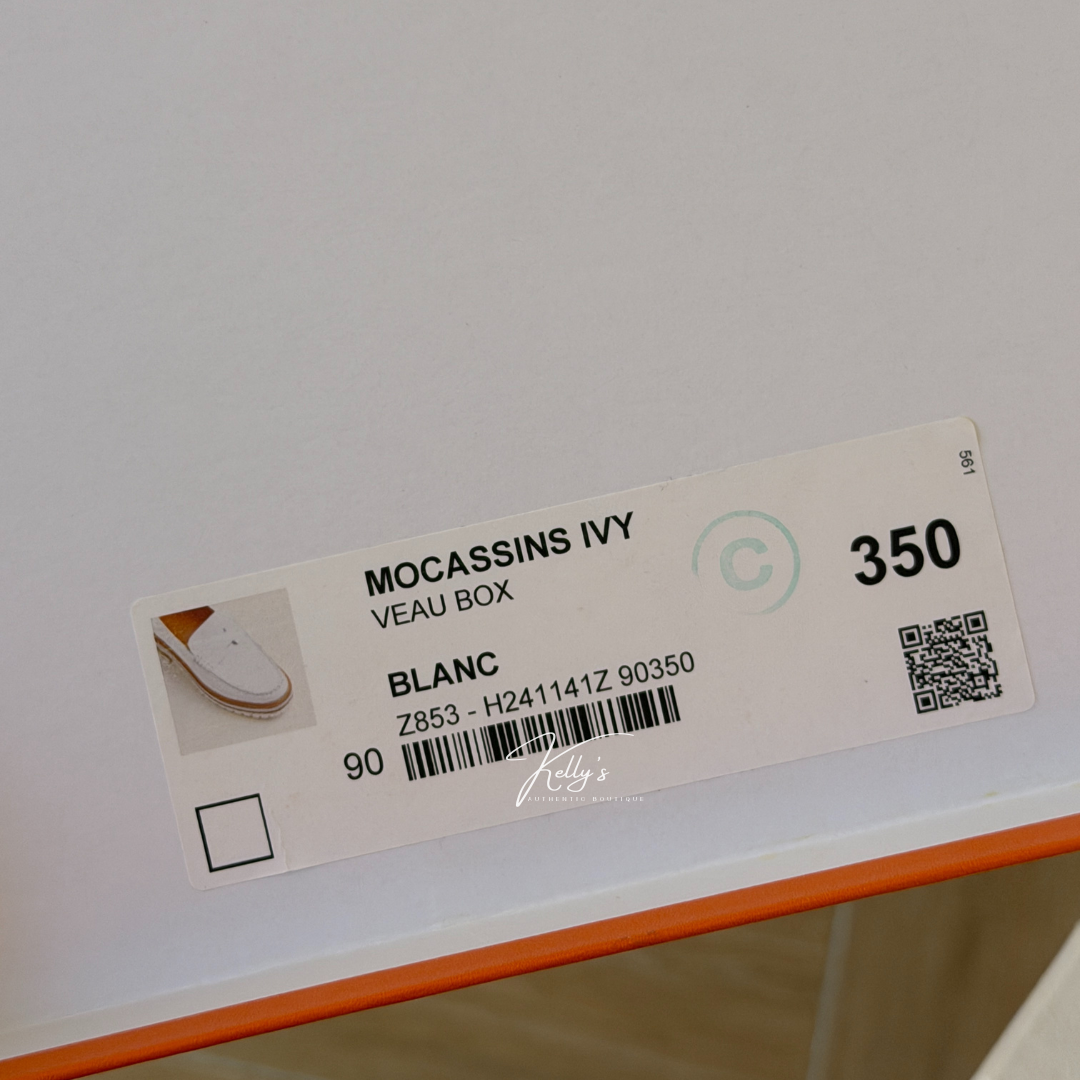 561
MOCASSINS IVY
VEAU BOX
C
350
BLANC
Z853 - H241141Z 90350
90
Kelly's
AUTHENTIC BOUTIQUE